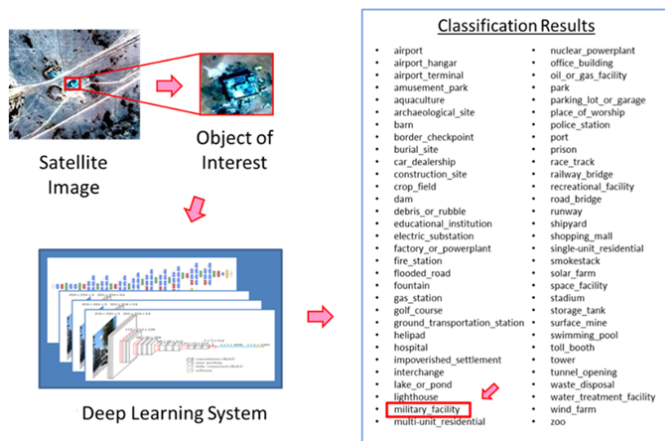 Satellite
Image
Object of
Interest
Deep Learning System
Classification Results
• airport
• airport_hangar
• airport_terminal
• amusement_park
• aquaculture
• archaeological_site
• barn
• border_checkpoint
• burial_site
• car_dealership
• construction_site
• crop_field
• dam
• debris_or_rubble
• educational_institution
• electric_substation
• factory_or_powerplant
• fire_station
• flooded_road
• fountain
• gas_station
• golf_course
• ground_transportation_station
• helipad
• hospital
• impoverished_settlement
• interchange
• lake_or_pond
• lighthouse
• military_facility
• multi-unit_residential
• nuclear_powerplant
• office_building
• oil_or_gas_facility
• park
• parking_lot_or_garage
• place_of_worship
• police_station
• port
• prison
• race_track
• railway_bridge
• recreational_facility
• road_bridge
• runway
• shipyard
• shopping_mall
• single-unit_residential
• smokestack
• solar_farm
• space_facility
• stadium
• storage_tank
• surface_mine
• swimming_pool
• toll_booth
• tower
• tunnel_opening
• waste_disposal
• water_treatment_facility
• wind_farm
• zoo